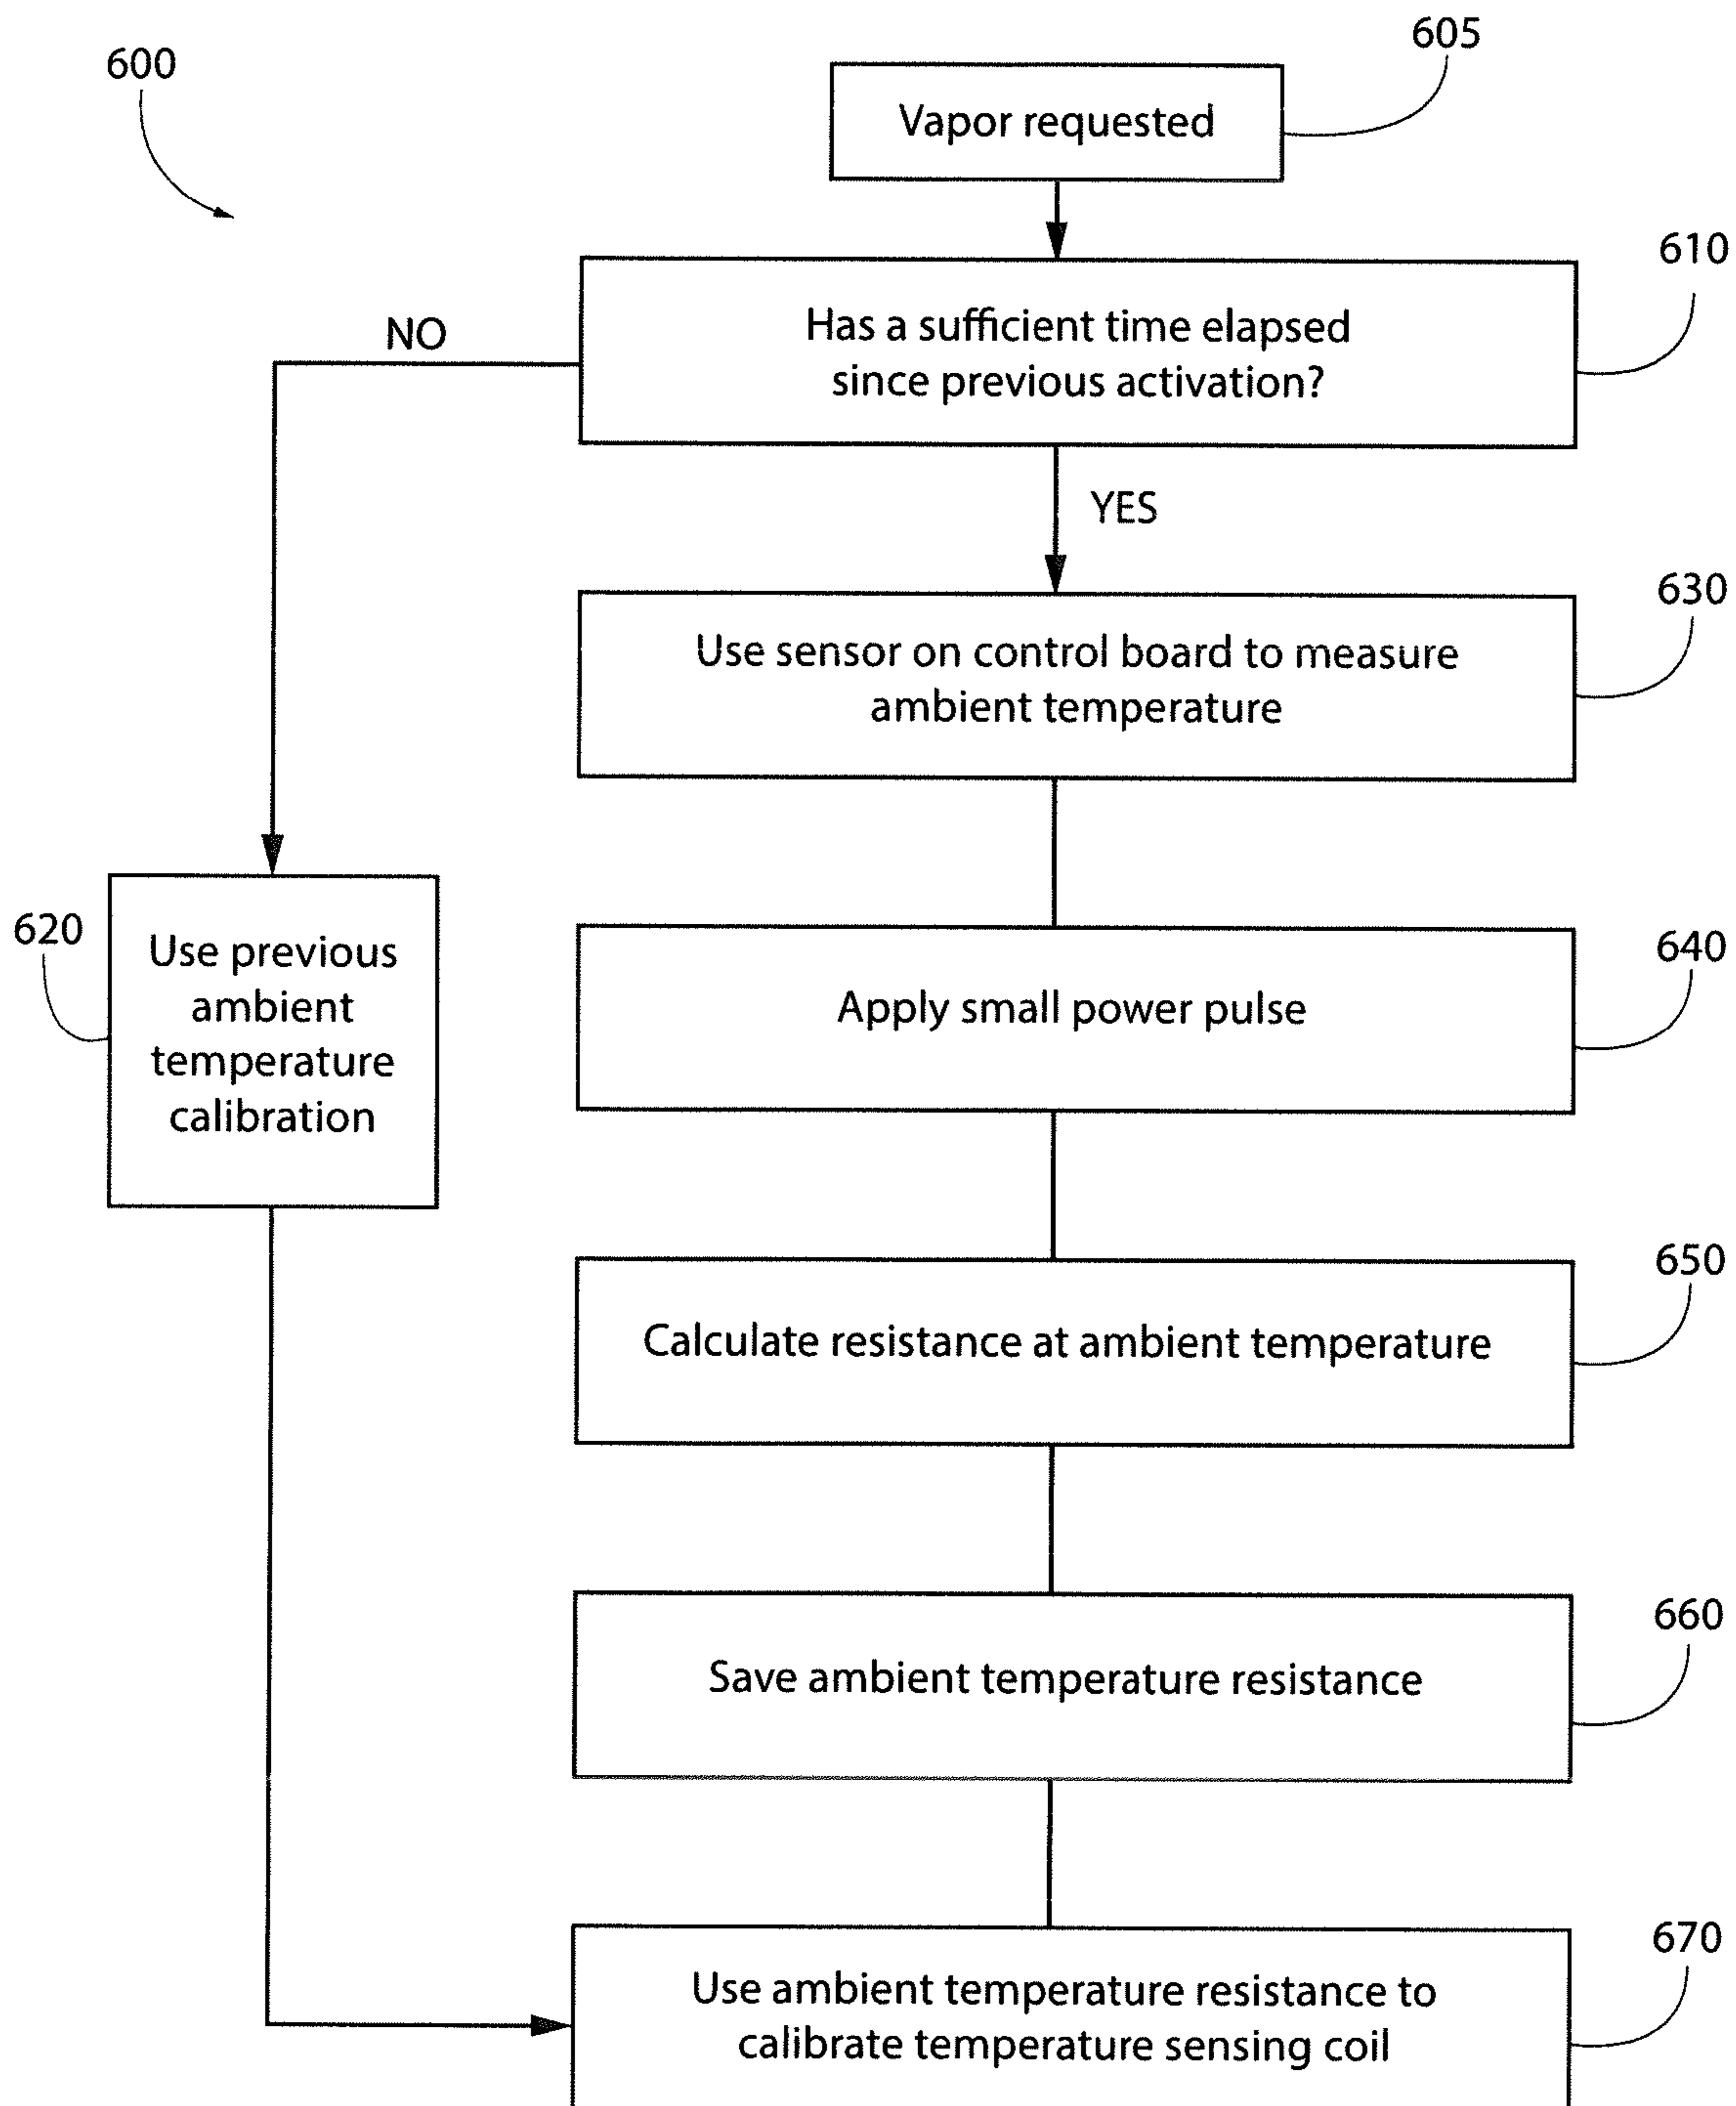 600
605
Vapor requested
610
Has a sufficient time elapsed
since previous activation?
NO
YES
630
Use sensor on control board to measure
ambient temperature
620
Use previous
ambient
temperature
calibration
640
Apply small power pulse
650
Calculate resistance at ambient temperature
660
Save ambient temperature resistance
670
Use ambient temperature resistance to
calibrate temperature sensing coil